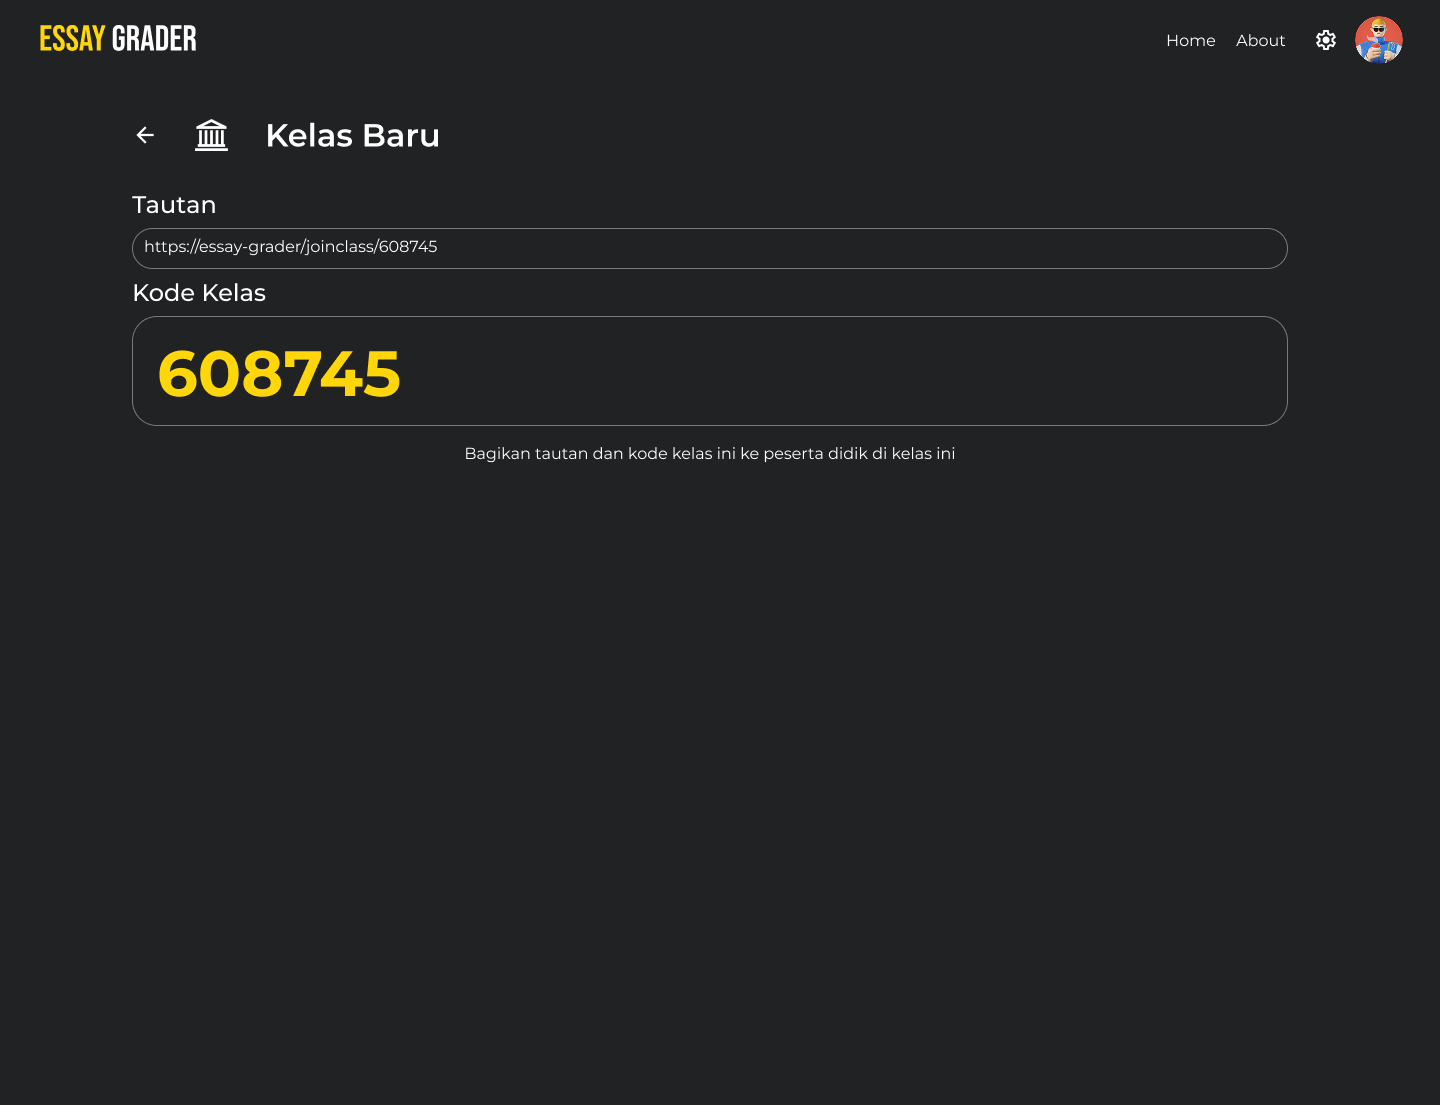 ESSAY GRADER
Home About
Kelas Baru
Tautan
https://essay-grader/joinclass/608745
Kode Kelas
608745
Bagikan tautan dan kode kelas ini ke peserta didik di kelas ini